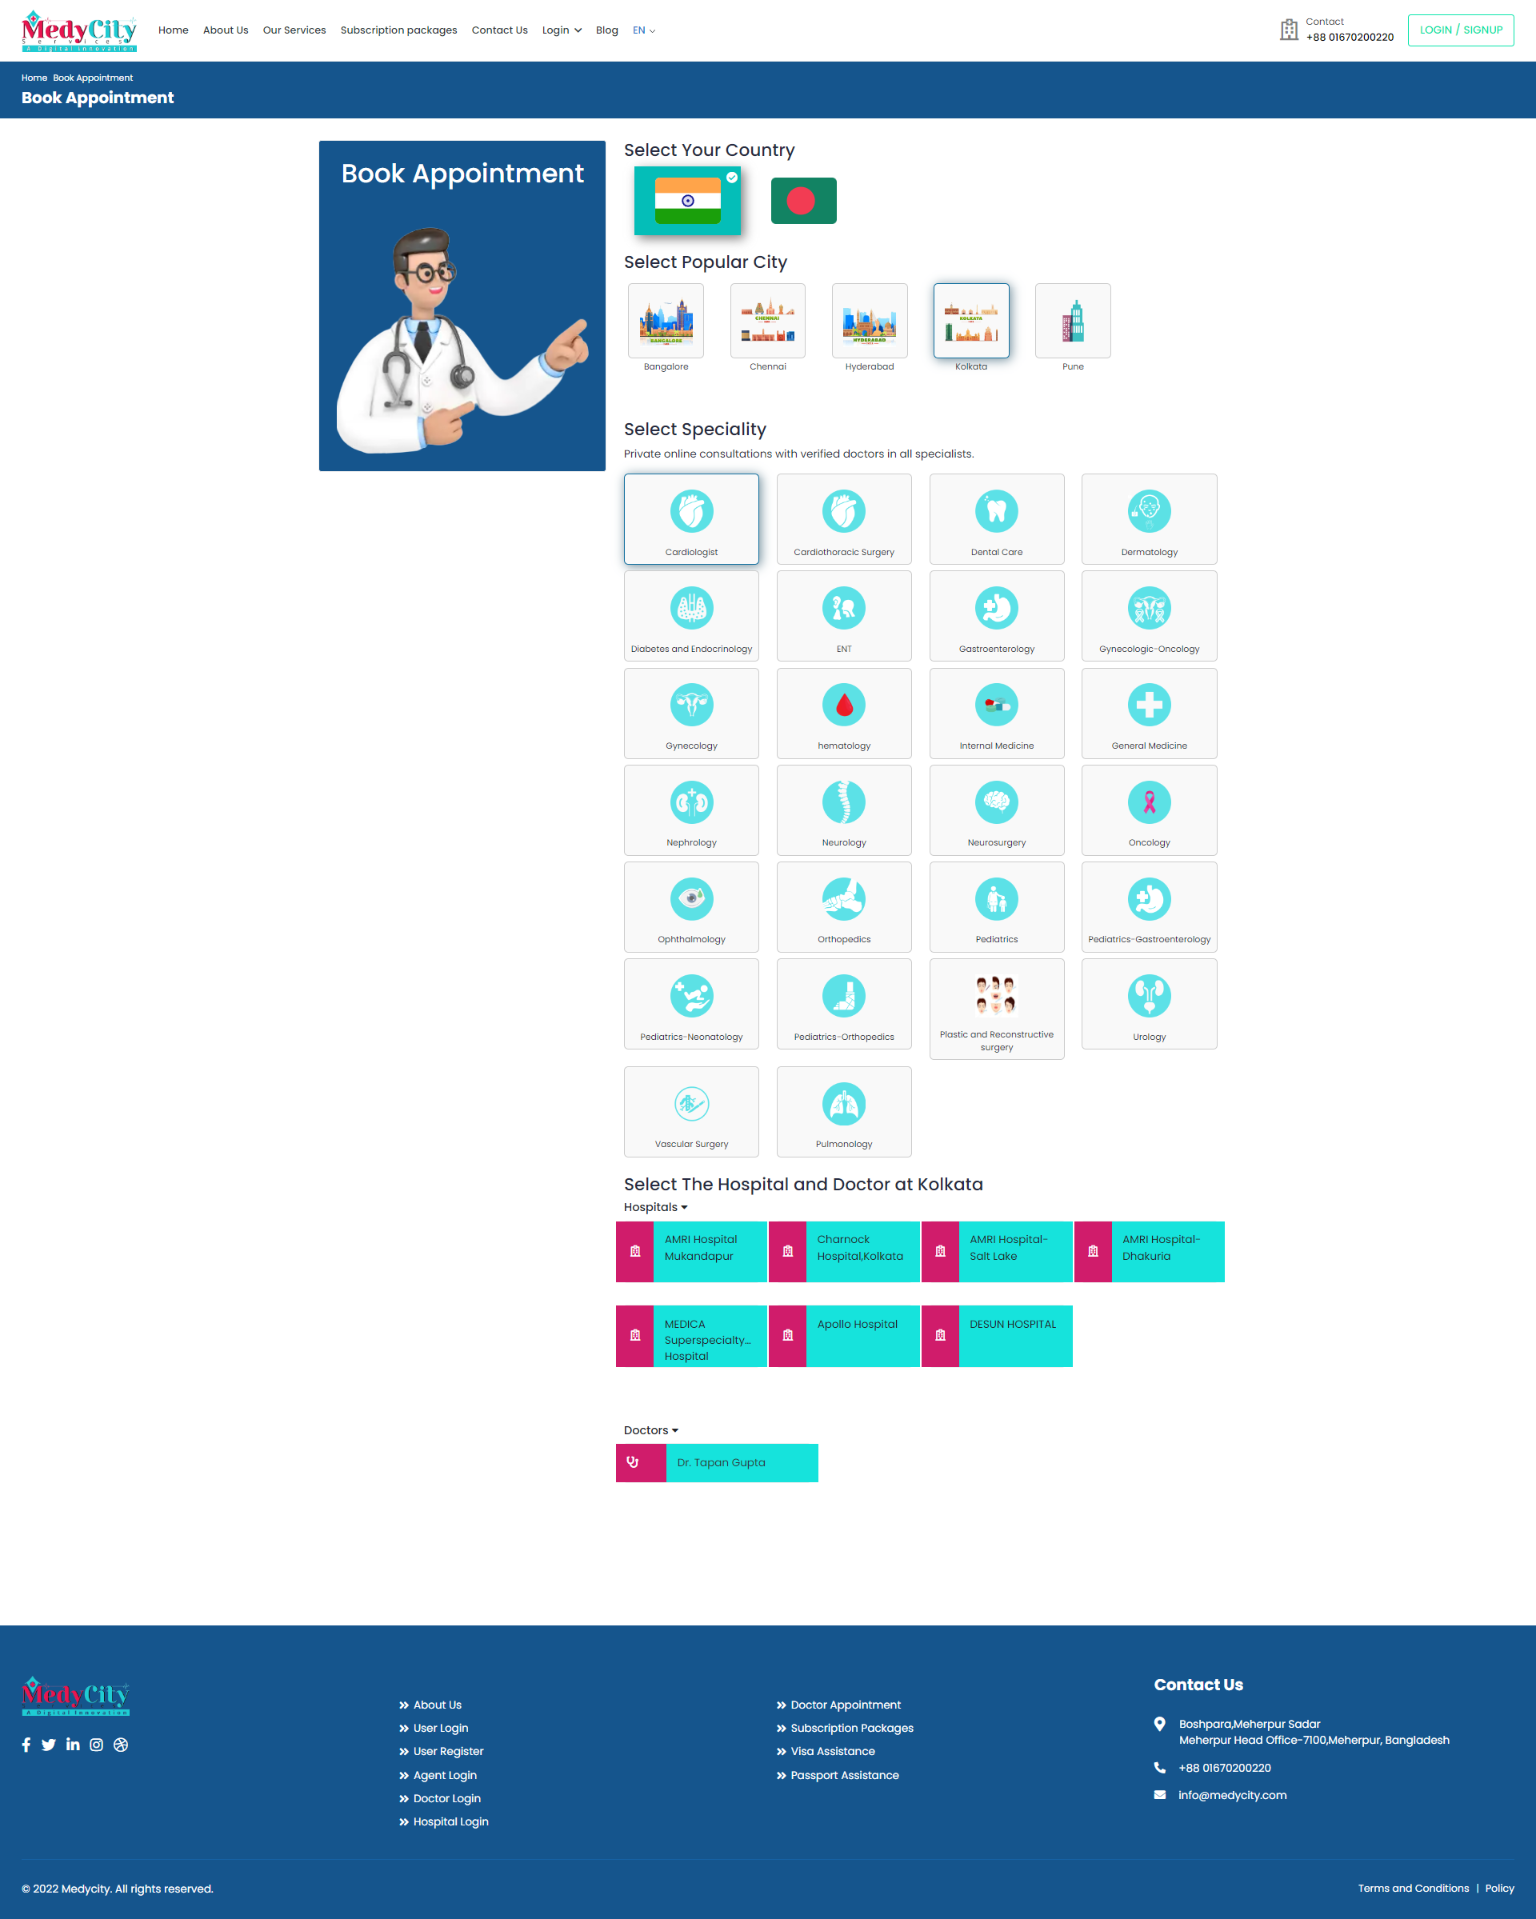 MedyCity
Services
A Digital Innovation
Home
About Us
Our Services
Subscription packages
Contact Us
Login
Blog
EN
Contact
+88 01670200220
LOGIN / SIGNUP
Home Book Appointment
Book Appointment
Book Appointment
Select Your Country
Select Popular City
BANGALORE
CHENNAI
HYDERABAD
KOLKATA
Bangalore
Chennai
Hyderabad
Kolkata
Pune
Select Speciality
Private online consultations with verified doctors in all specialists.
Cardiologist
Cardiothoracic Surgery
Dental Care
Dermatology
Diabetes and Endocrinology
ENT
Gastroenterology
Gynecologic-Oncology
Gynecology
hematology
Internal Medicine
General Medicine
Nephrology
Neurology
Neurosurgery
Oncology
Ophthalmology
Orthopedics
Pediatrics
Pediatrics-Gastroenterology
Pediatrics-Neonatology
Pediatrics-Orthopedics
Plastic and Reconstructive
surgery
Urology
Vascular Surgery
Pulmonology
Select The Hospital and Doctor at Kolkata
Hospitals
AMRI Hospital
Mukandapur
Charnock
Hospital,Kolkata
AMRI Hospital-
Salt Lake
AMRI Hospital-
Dhakuria
MEDICA
Superspecialty...
Hospital
Apollo Hospital
DESUN HOSPITAL
Doctors
Dr. Tapan Gupta
MedyCity
A Digital Innovation
About Us
User Login
User Register
Agent Login
Doctor Login
Hospital Login
Doctor Appointment
Subscription Packages
Visa Assistance
Passport Assistance
Contact Us
Boshpara,Meherpur Sadar
Meherpur Head Office-7100,Meherpur, Bangladesh
+88 01670200220
info@medycity.com
© 2022 Medycity. All rights reserved.
Terms and Conditions | Policy